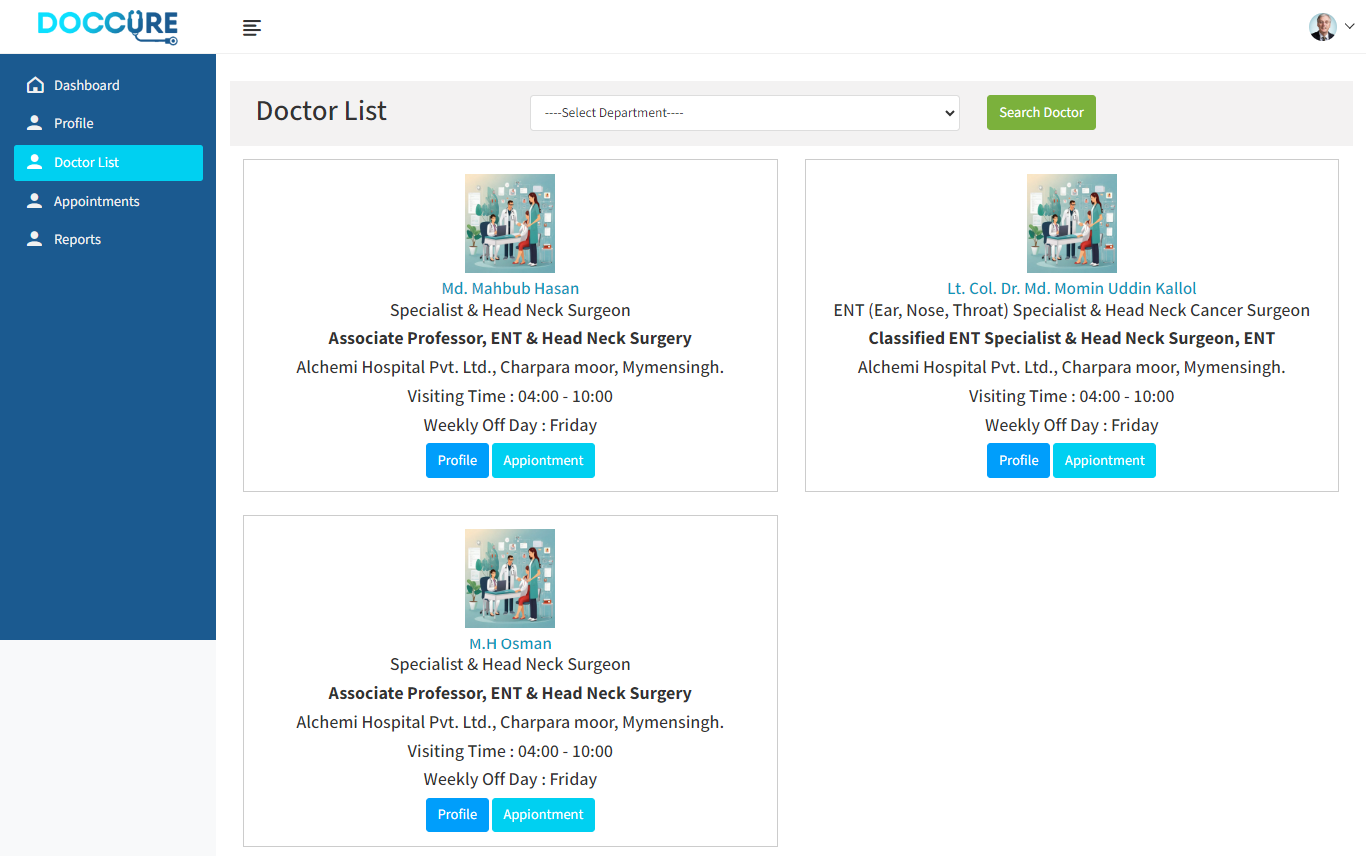 DOCCURE
Dashboard
Profile
Doctor List
Appointments
Reports
Doctor List
----Select Department----
Search Doctor
Md. Mahbub Hasan
Specialist & Head Neck Surgeon
Associate Professor, ENT & Head Neck Surgery
Alchemi Hospital Pvt. Ltd., Charpara moor, Mymensingh.
Visiting Time : 04:00 - 10:00
Weekly Off Day : Friday
Profile
Appiontment
Lt. Col. Dr. Md. Momin Uddin Kallol
ENT (Ear, Nose, Throat) Specialist & Head Neck Cancer Surgeon
Classified ENT Specialist & Head Neck Surgeon, ENT
Alchemi Hospital Pvt. Ltd., Charpara moor, Mymensingh.
Visiting Time : 04:00 - 10:00
Weekly Off Day : Friday
Profile
Appiontment
M.H Osman
Specialist & Head Neck Surgeon
Associate Professor, ENT & Head Neck Surgery
Alchemi Hospital Pvt. Ltd., Charpara moor, Mymensingh.
Visiting Time : 04:00 - 10:00
Weekly Off Day : Friday
Profile
Appiontment